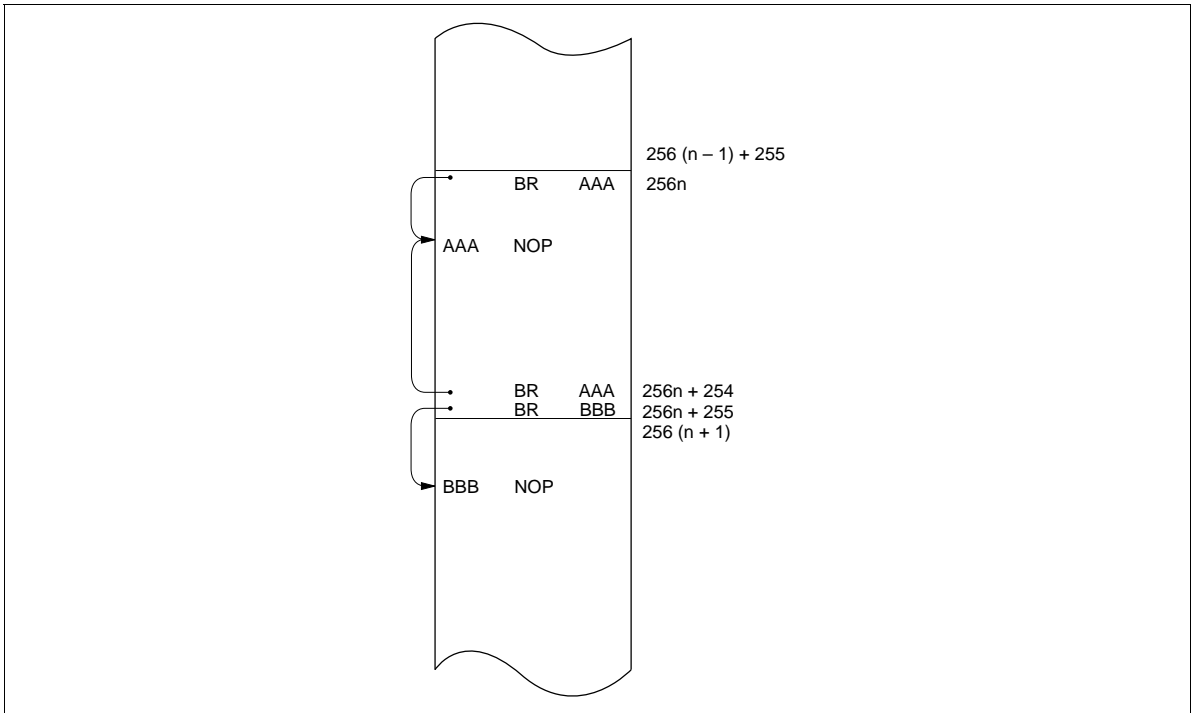 256 (n – 1) + 255
BR AAA 256n
AAA NOP
BR AAA 256n + 254
BR BBB 256n + 255
256 (n + 1)
BBB NOP